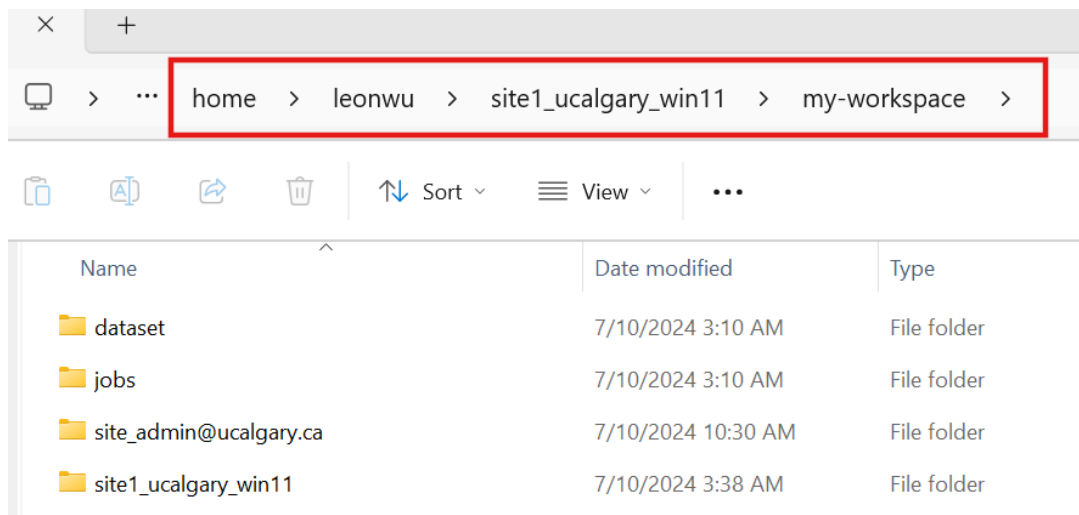 home > leonwu > site1_ucalgary_win11 > my-workspace >
Sort View
Name Date modified Type
dataset 7/10/2024 3:10 AM File folder
jobs 7/10/2024 3:10 AM File folder
site_admin@ucalgary.ca 7/10/2024 10:30 AM File folder
site1_ucalgary_win11 7/10/2024 3:38 AM File folder